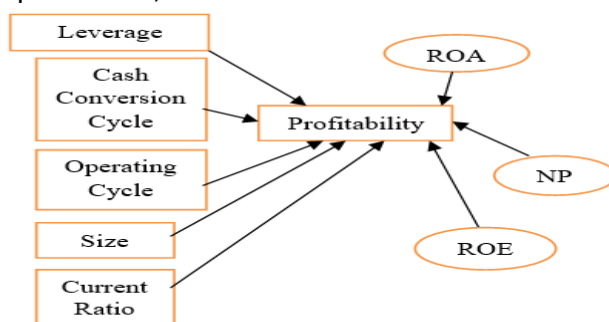 Leverage
Cash
Conversion
Cycle
Operating
Cycle
Size
Current
Ratio
Profitability
ROA
NP
ROE